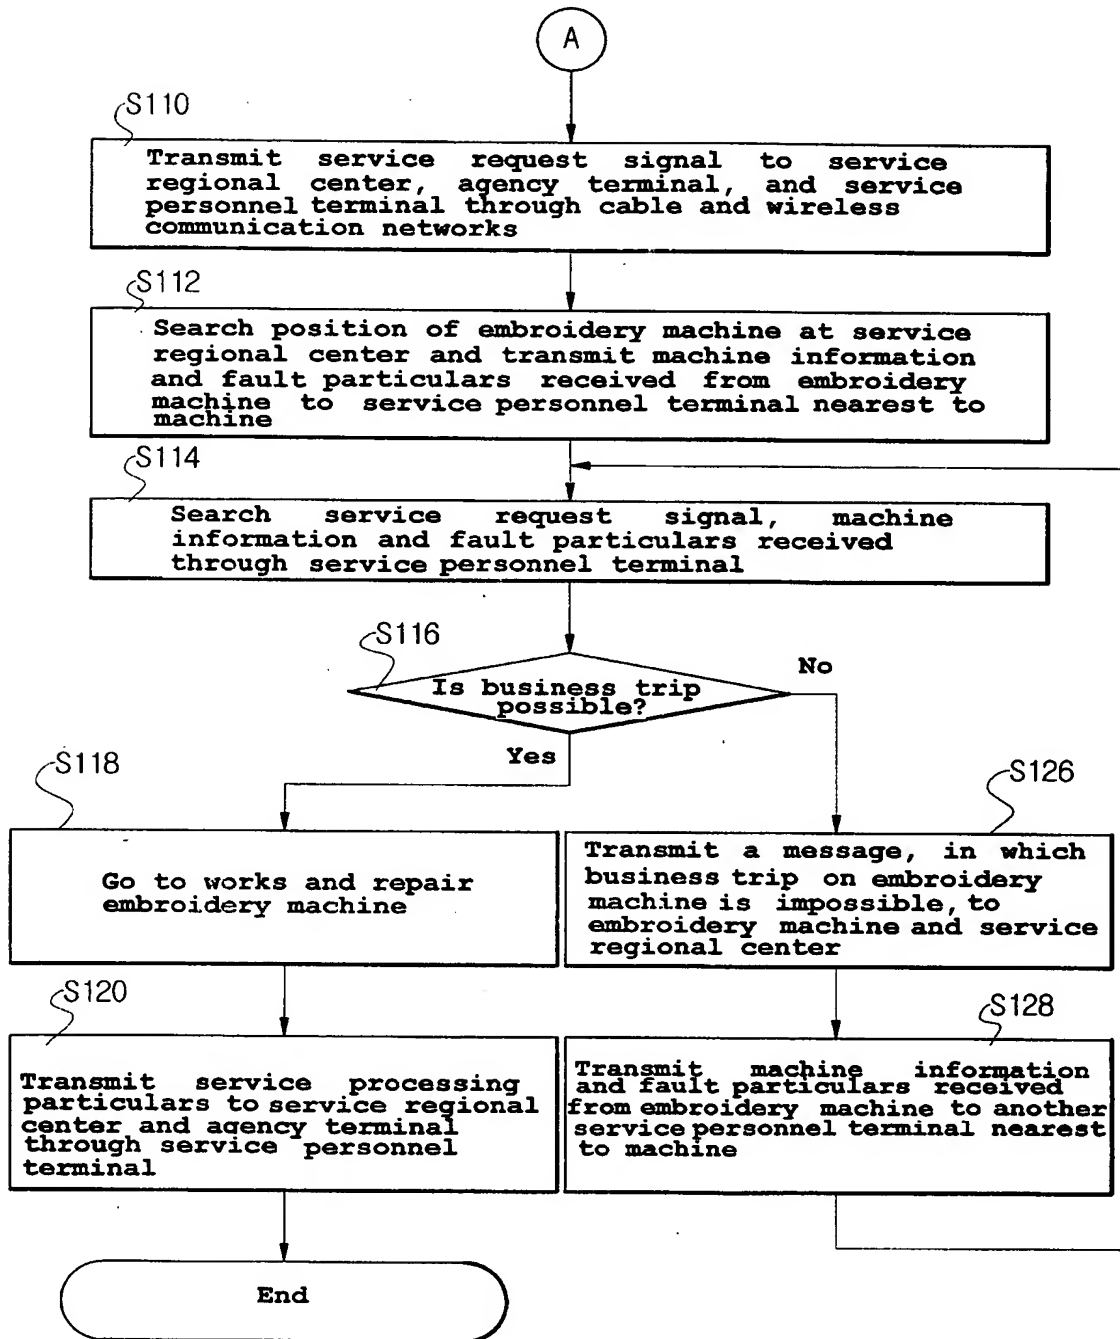 A
S110
Transmit service request signal to service
regional center, agency terminal, and service
personnel terminal through cable and wireless
communication networks
S112
Search position of embroidery machine at service
regional center and transmit machine information
and fault particulars received from embroidery
machine to service personnel terminal nearest to
machine
S114
Search service request signal, machine
information and fault particulars received
through service personnel terminal
S116
Is business trip
possible?
No
Yes
S118
Go to works and repair
embroidery machine
S126
Transmit a message, in which
business trip on embroidery
machine is impossible, to
embroidery machine and service
regional center
S120
Transmit service processing
particulars to service regional
center and agency terminal
through service personnel
terminal
S128
Transmit machine information
and fault particulars received
from embroidery machine to another
service personnel terminal nearest
to machine
End